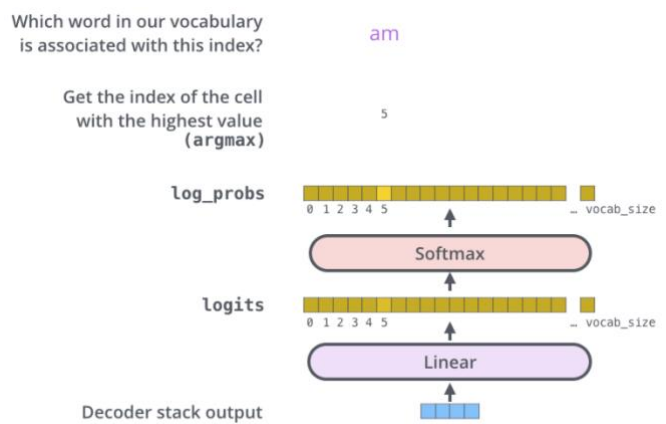 Which word in our vocabulary
is associated with this index?
am
Get the index of the cell
with the highest value
(argmax)
5
log_probs
0 1 2 3 4 5 … vocab_size
Softmax
logits
0 1 2 3 4 5 … vocab_size
Linear
Decoder stack output